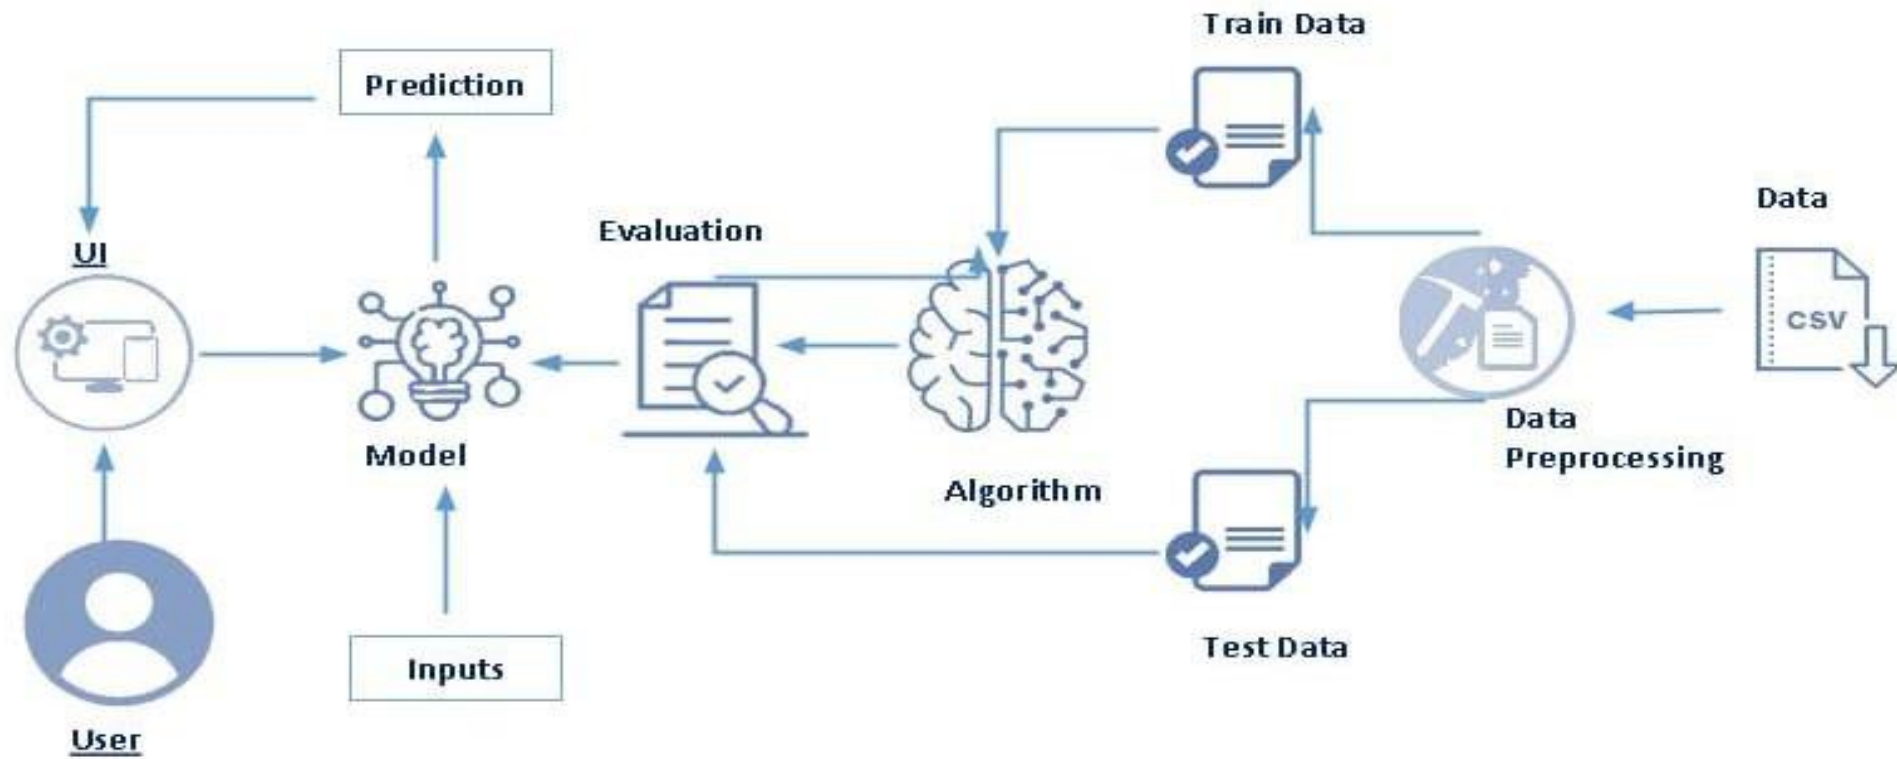 Train Data
Prediction
Data
Evaluation
UI
CSV
Data
Preprocessing
Model
Algorithm
Test Data
Inputs
User